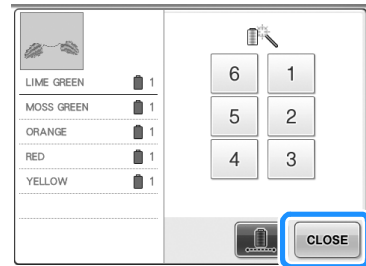 LIME GREEN 1
MOSS GREEN 1
ORANGE 1
RED 1
YELLOW 1
6 1
5 2
4 3
CLOSE